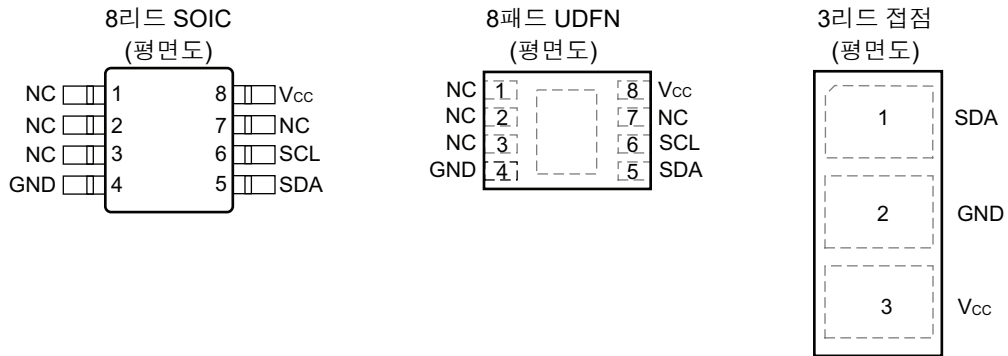 8리드 SOIC
(평면도)
NC 1 8 Vcc
NC 2 7 NC
NC 3 6 SCL
GND 4 5 SDA
8패드 UDFN
(평면도)
NC 1 8 Vcc
NC 2 7 NC
NC 3 6 SCL
GND 4 5 SDA
3리드 접점
(평면도)
1 SDA
2 GND
3 Vcc